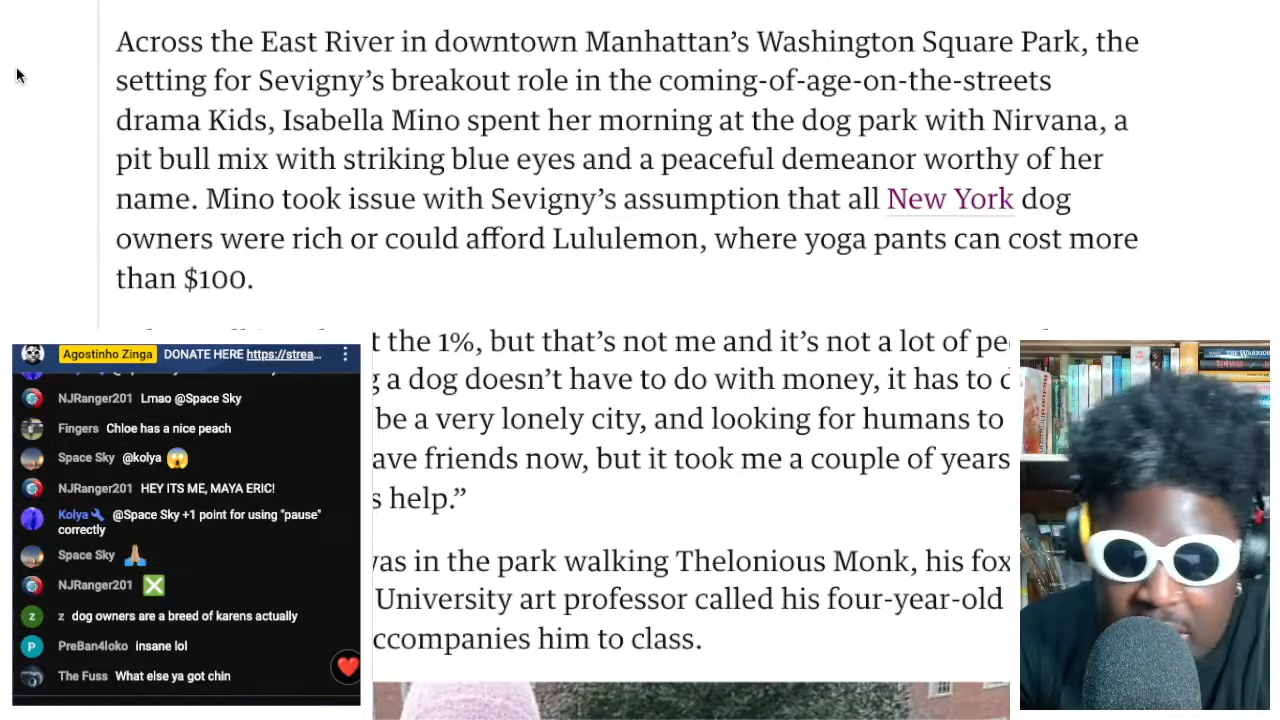 Across the East River in downtown Manhattan’s Washington Square Park, the
setting for Sevigny’s breakout role in the coming-of-age-on-the-streets
drama Kids, Isabella Mino spent her morning at the dog park with Nirvana, a
pit bull mix with striking blue eyes and a peaceful demeanor worthy of her
name. Mino took issue with Sevigny’s assumption that all New York dog
owners were rich or could afford Lululemon, where yoga pants can cost more
than $100.
t the 1%, but that’s not me and it’s not a lot of pe
g a dog doesn’t have to do with money, it has to d
be a very lonely city, and looking for humans to
ave friends now, but it took me a couple of years
s help.”
was in the park walking Thelonious Monk, his fox
University art professor called his four-year-old
ccompanies him to class.
Agostinho Zinga DONATE HERE https://strea...
NJRanger201 Lmao @Space Sky
Fingers Chloe has a nice peach
Space Sky @kolya 😱
NJRanger201 HEY ITS ME, MAYA ERIC!
Kolya @Space Sky +1 point for using "pause"
correctly
Space Sky 🙏🏽
NJRanger201 ❎
z z dog owners are a breed of karens actually
P PreBan4loko insane lol
The Fuss What else ya got chin
THE WARRIOR